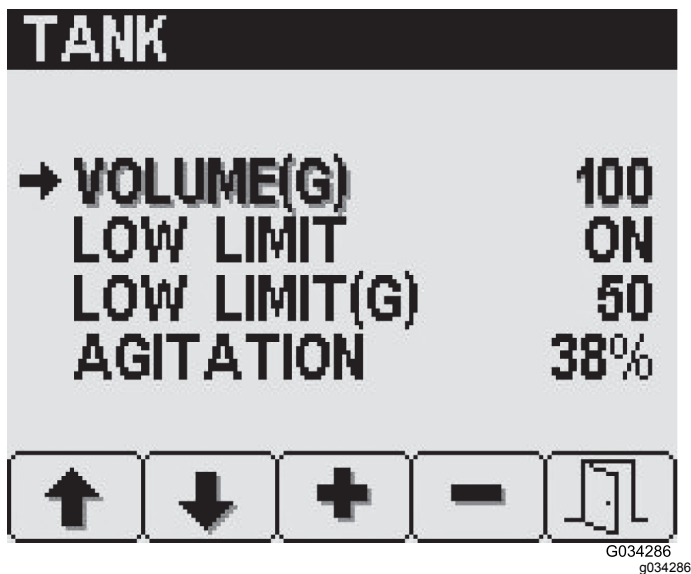 TANK
VOLUME(G) 100
LOW LIMIT ON
LOW LIMIT(G) 50
AGITATION 38%
G034286
g034286